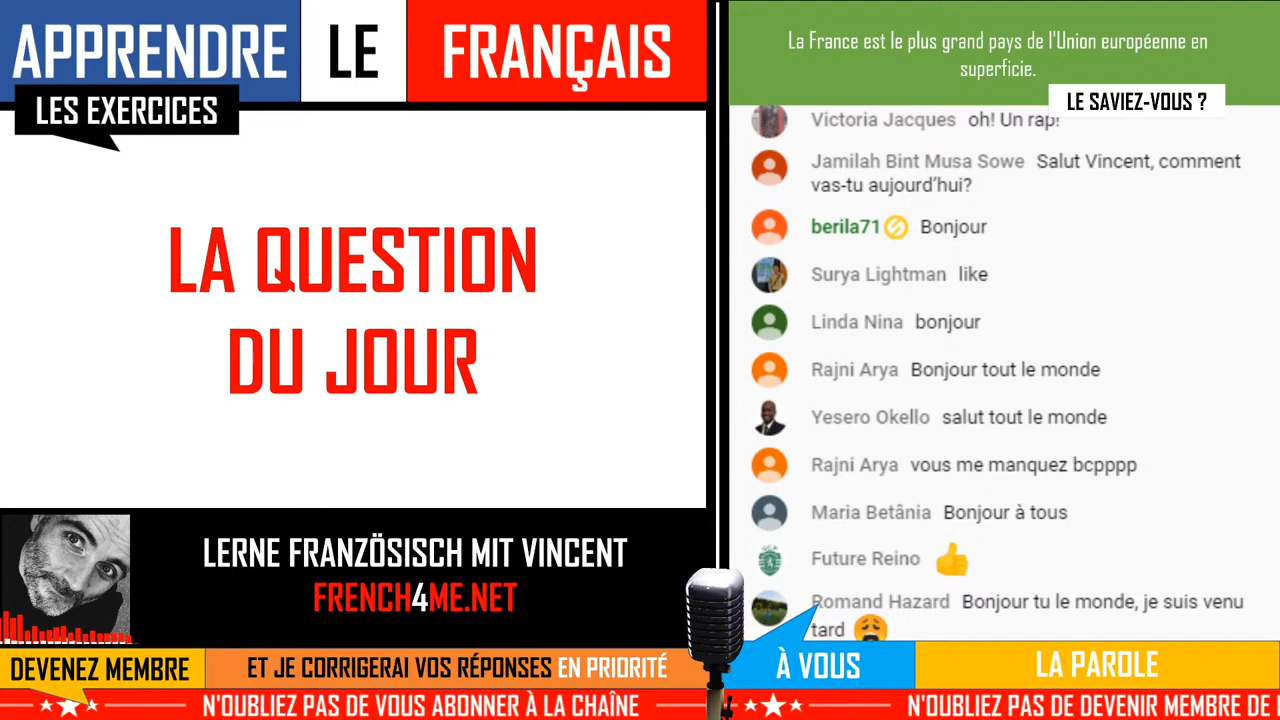 APPRENDRE LE FRANÇAIS
LES EXERCICES
LA QUESTION
DU JOUR
LERNE FRANZÖSISCH MIT VINCENT
FRENCH4ME.NET
La France est le plus grand pays de l'Union européenne en
superficie.
LE SAVIEZ-VOUS ?
Victoria Jacques oh! Un rap!
Jamilah Bint Musa Sowe Salut Vincent, comment
vas-tu aujourd'hui?
berila71 Bonjour
Surya Lightman like
Linda Nina bonjour
Rajni Arya Bonjour tout le monde
Yesero Okello salut tout le monde
Rajni Arya vous me manquez bcpppp
Maria Betânia Bonjour à tous
Future Reino 👍
Romand Hazard Bonjour tu le monde, je suis venu
tard 😩
DEVENEZ MEMBRE
ET JE CORRIGERAI VOS RÉPONSES EN PRIORITÉ
À VOUS
LA PAROLE
N'OUBLIEZ PAS DE VOUS ABONNER À LA CHAÎNE
N'OUBLIEZ PAS DE DEVENIR MEMBRE DE